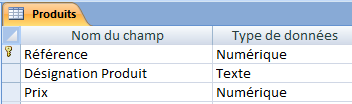 Produits
Nom du champ Type de données
Référence Numérique
Désignation Produit Texte
Prix Numérique